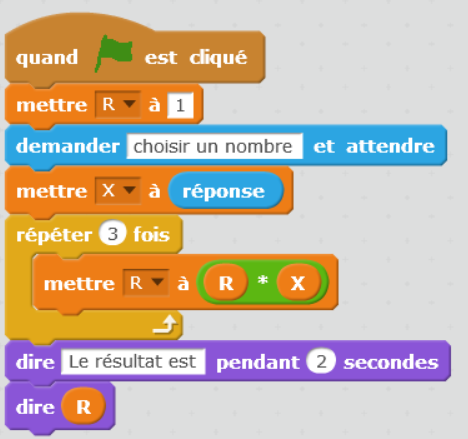 quand est cliqué
mettre R à 1
demander choisir un nombre et attendre
mettre X à réponse
répéter 3 fois
mettre R à R * X
dire Le résultat est pendant 2 secondes
dire R